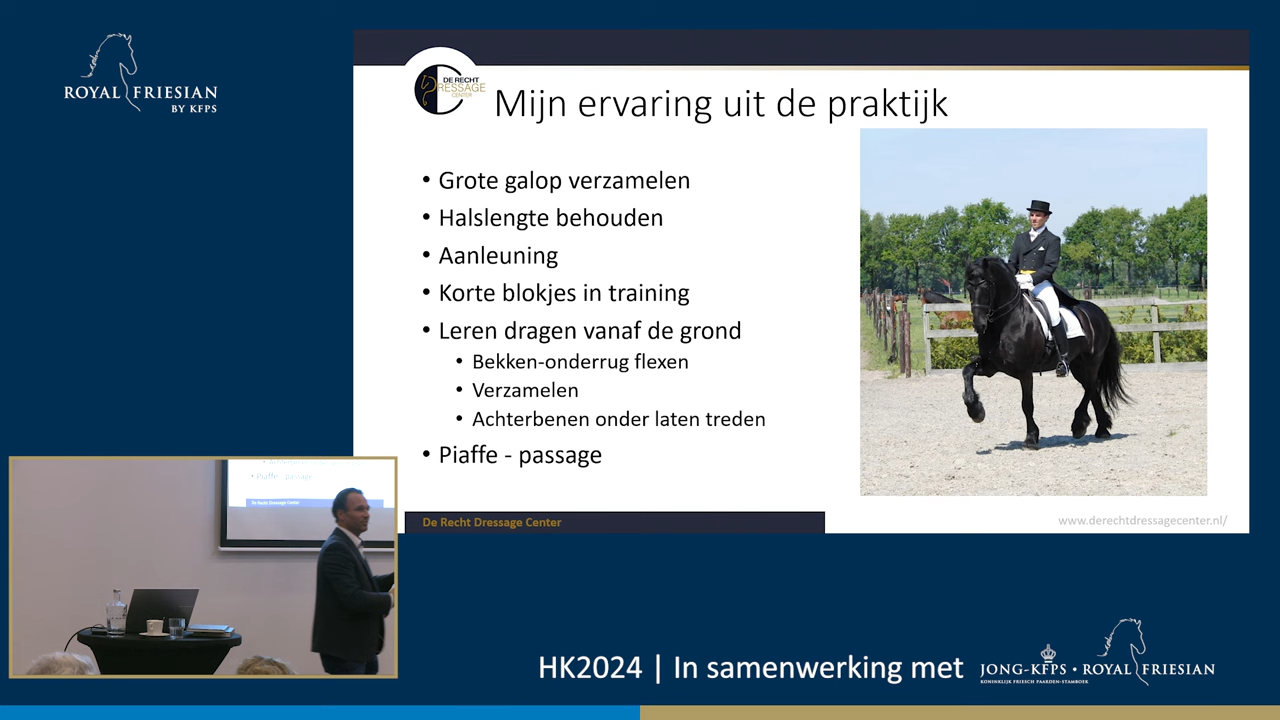 ROYAL FRIESIAN
BY KFPS
DE RECHT
DRESSAGE
CENTER
Mijn ervaring uit de praktijk
• Grote galop verzamelen
• Halslengte behouden
• Aanleuning
• Korte blokjes in training
• Leren dragen vanaf de grond
• Bekken-onderrug flexen
• Verzamelen
• Achterbenen onder laten treden
• Piaffe - passage
De Recht Dressage Center
www.derechtdressagecenter.nl/
• Piaffe - passage
De Recht Dressage Center
HK2024 | In samenwerking met
JONG-KFPS • ROYAL FRIESIAN
KONINKLIJK FRIESCH PAARDEN-STAMBOEK